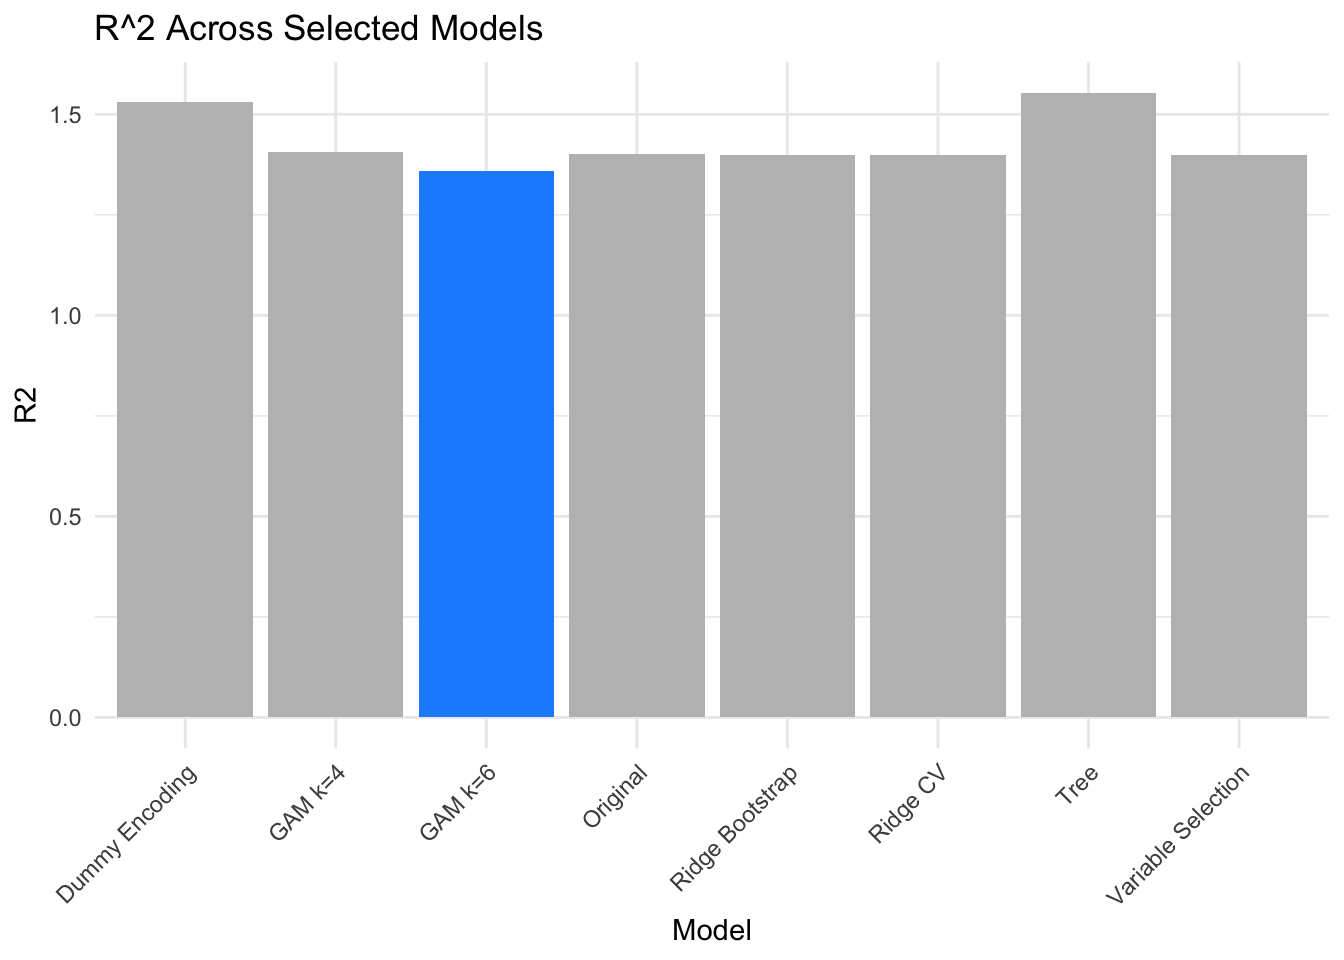 R^2 Across Selected Models
1.5
1.0
0.5
0.0
R2
Dummy Encoding
GAM k=4
GAM k=6
Original
Ridge Bootstrap
Ridge CV
Tree
Variable Selection
Model